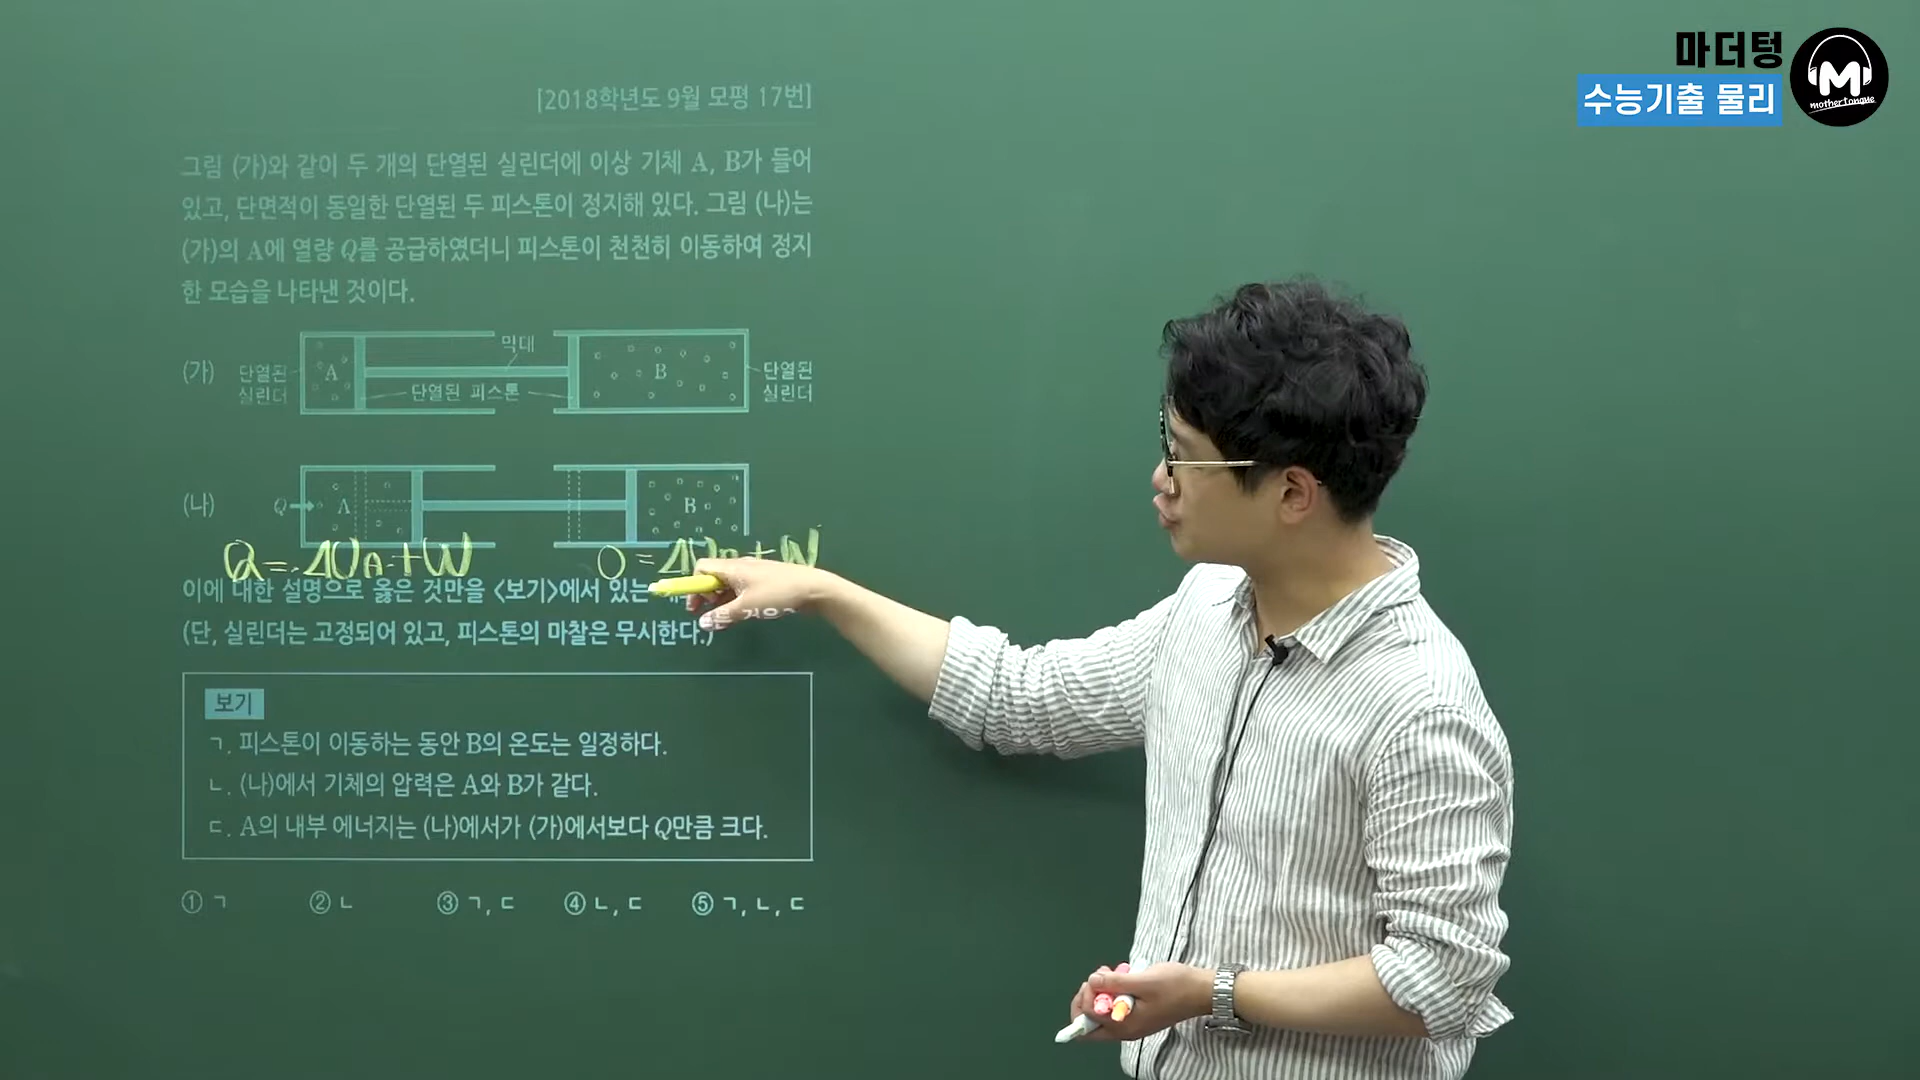 마더텅
수능기출 물리
mothertongue
[2018학년도 9월 모평 17번]
그림 (가)와 같이 두 개의 단열된 실린더에 이상 기체 A, B가 들어
있고, 단면적이 동일한 단열된 두 피스톤이 정지해 있다. 그림 (나)는
(가)의 A에 열량 Q를 공급하였더니 피스톤이 천천히 이동하여 정지
한 모습을 나타낸 것이다.
(가) 단열된 실린더 A 막대 단열된 피스톤 B 단열된 실린더
(나) Q A B
Q=ΔU_A+W 0=ΔU
이에 대한 설명으로 옳은 것만을 <보기>에서 있는
(단, 실린더는 고정되어 있고, 피스톤의 마찰은 무시한다.)
보기
ㄱ. 피스톤이 이동하는 동안 B의 온도는 일정하다.
ㄴ. (나)에서 기체의 압력은 A와 B가 같다.
ㄷ. A의 내부 에너지는 (나)에서가 (가)에서보다 Q만큼 크다.
① ㄱ ② ㄴ ③ ㄱ, ㄷ ④ ㄴ, ㄷ ⑤ ㄱ, ㄴ, ㄷ